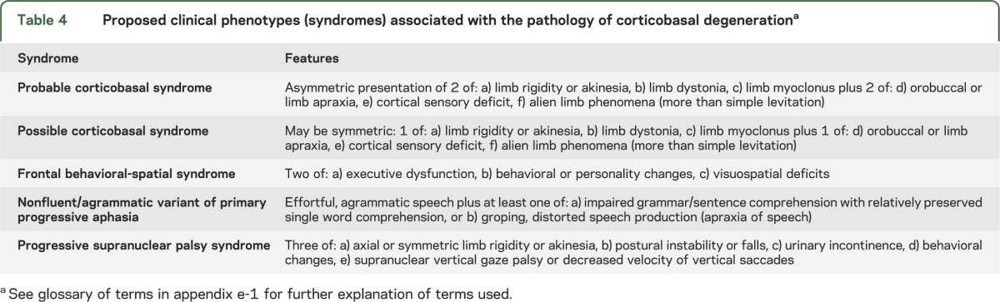 Table 4 Proposed clinical phenotypes (syndromes) associated with the pathology of corticobasal degeneration^a
Syndrome Features
Probable corticobasal syndrome Asymmetric presentation of 2 of: a) limb rigidity or akinesia, b) limb dystonia, c) limb myoclonus plus 2 of: d) orobuccal or
limb apraxia, e) cortical sensory deficit, f) alien limb phenomena (more than simple levitation)
Possible corticobasal syndrome May be symmetric: 1 of: a) limb rigidity or akinesia, b) limb dystonia, c) limb myoclonus plus 1 of: d) orobuccal or limb
apraxia, e) cortical sensory deficit, f) alien limb phenomena (more than simple levitation)
Frontal behavioral-spatial syndrome Two of: a) executive dysfunction, b) behavioral or personality changes, c) visuospatial deficits
Nonfluent/agrammatic variant of primary Effortful, agrammatic speech plus at least one of: a) impaired grammar/sentence comprehension with relatively preserved
progressive aphasia single word comprehension, or b) groping, distorted speech production (apraxia of speech)
Progressive supranuclear palsy syndrome Three of: a) axial or symmetric limb rigidity or akinesia, b) postural instability or falls, c) urinary incontinence, d) behavioral
changes, e) supranuclear vertical gaze palsy or decreased velocity of vertical saccades
^a See glossary of terms in appendix e-1 for further explanation of terms used.